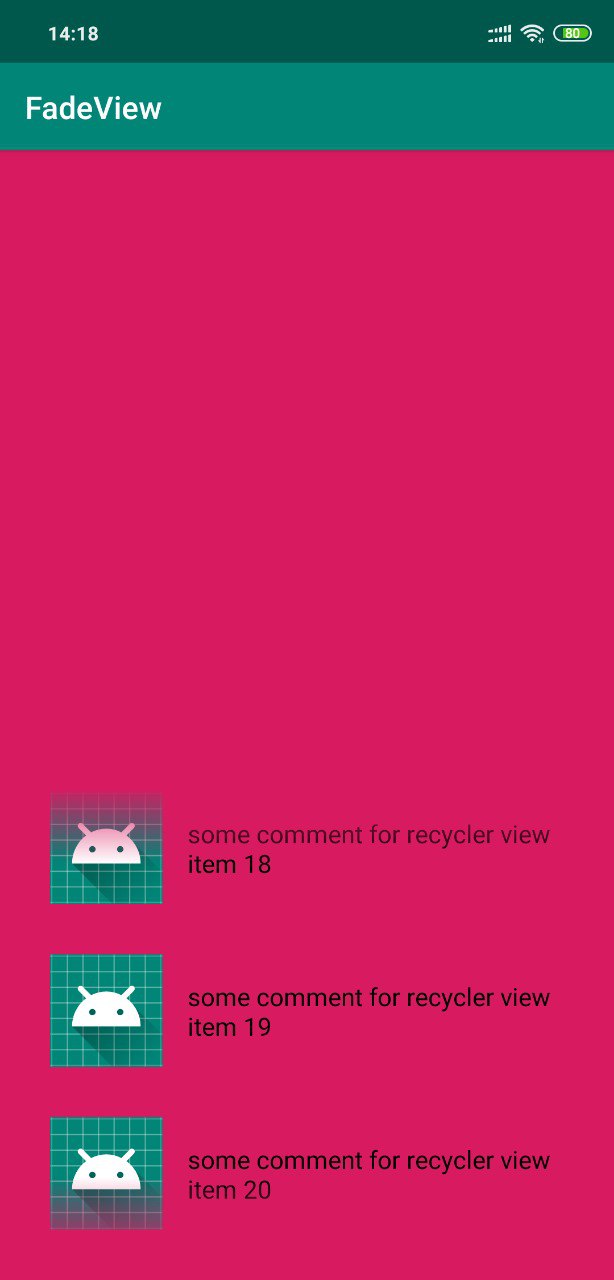 14:18
80
FadeView
some comment for recycler view
item 18
some comment for recycler view
item 19
some comment for recycler view
item 20